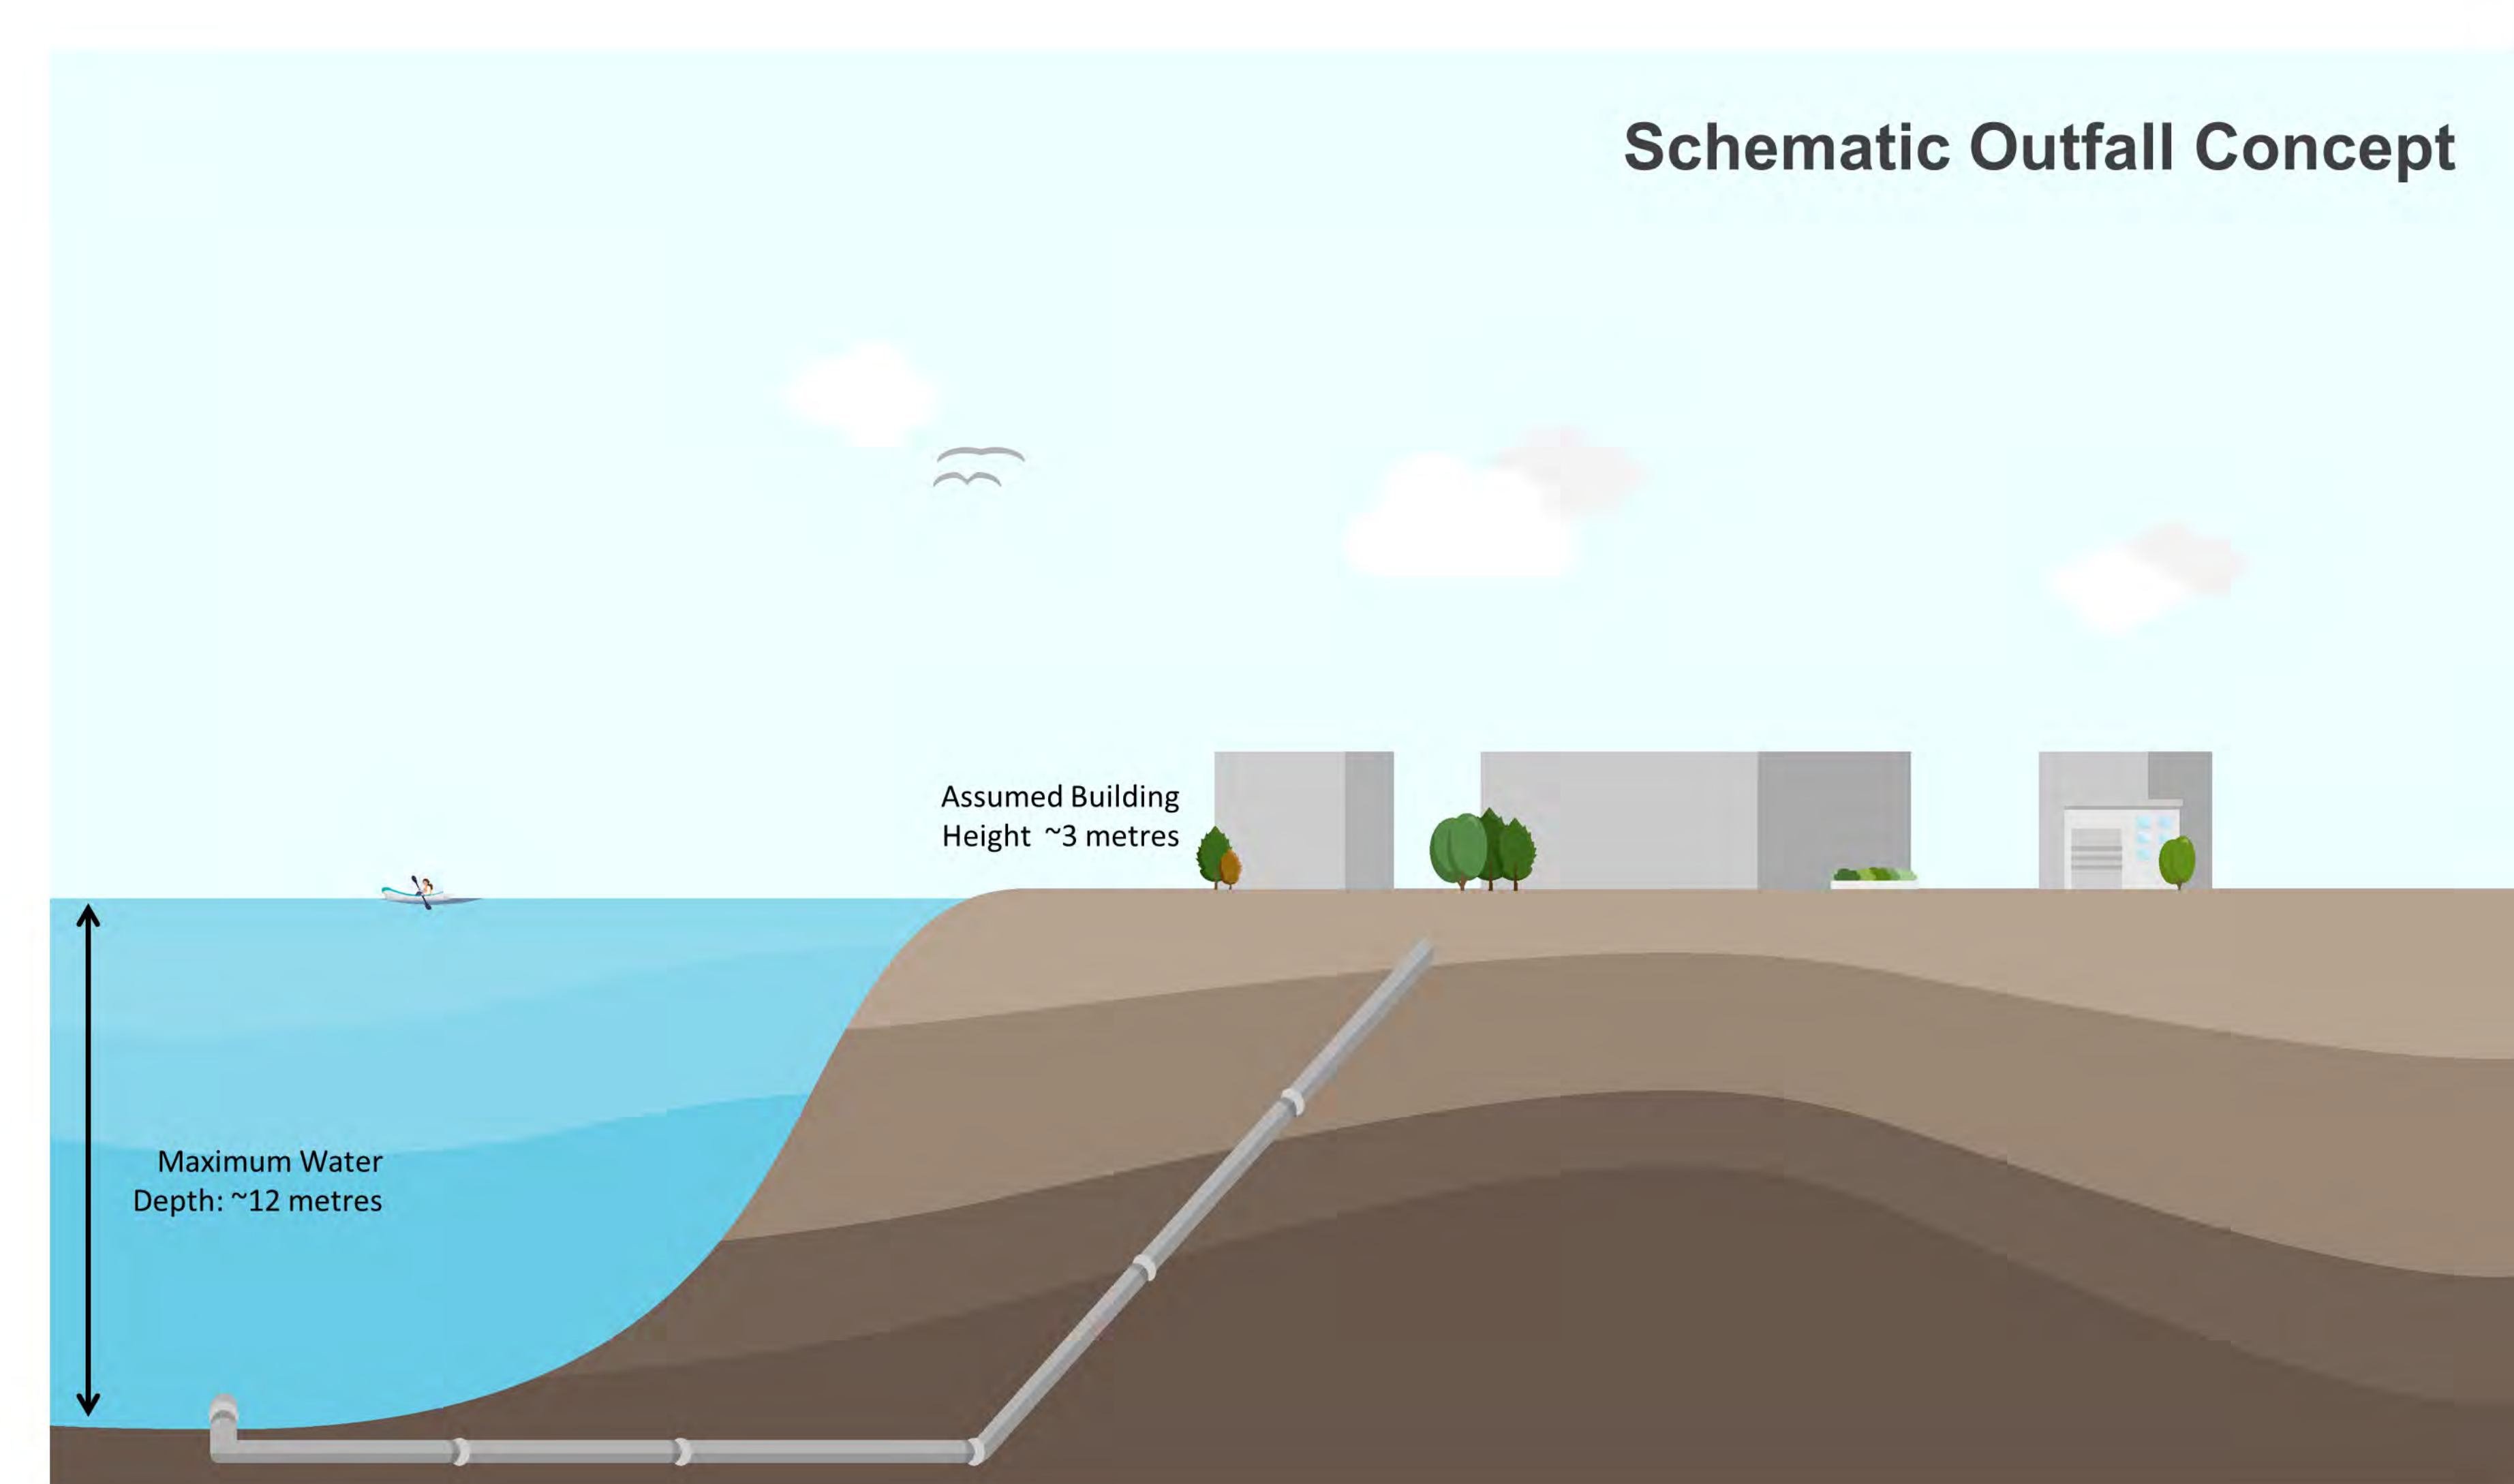 Schematic Outfall Concept
Assumed Building
Height ~3 metres
Maximum Water
Depth: ~12 metres